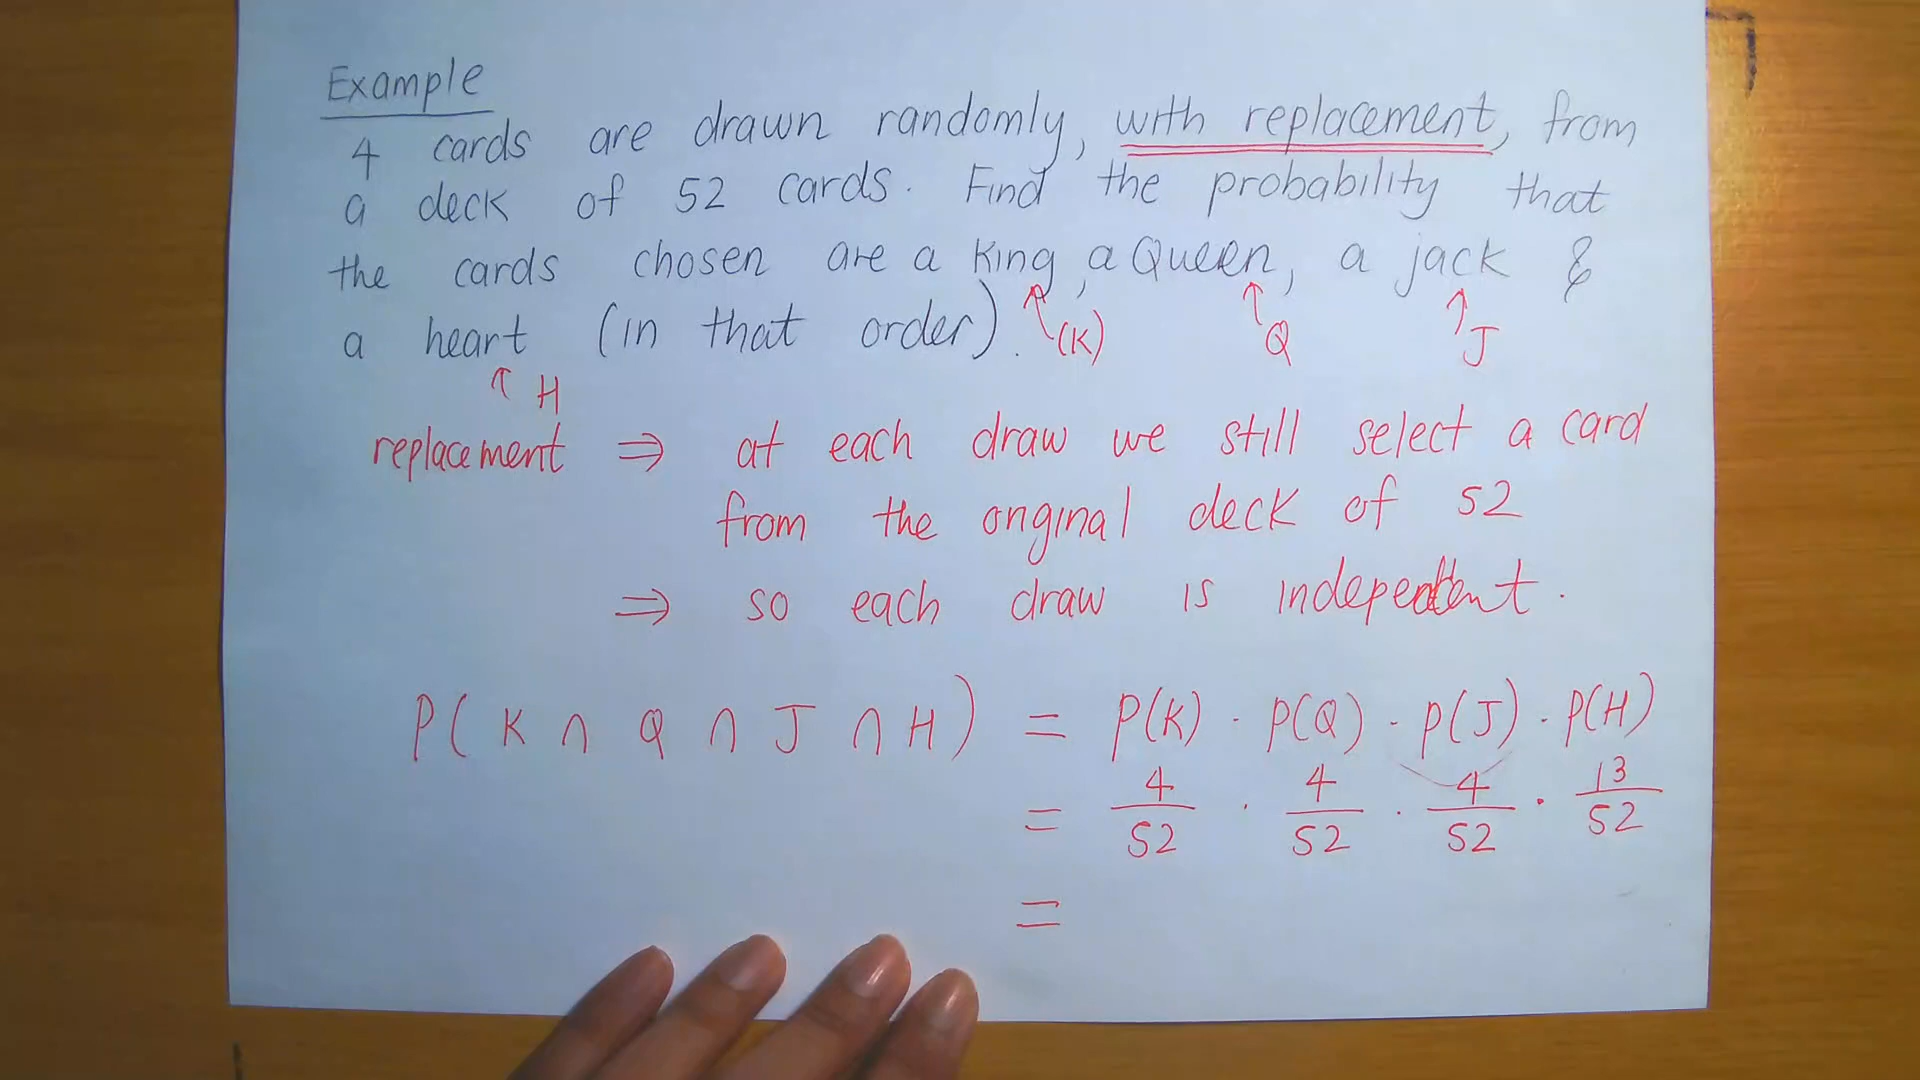 Example
4 cards are drawn randomly, with replacement, from
a deck of 52 cards. Find the probability that
the cards chosen are a King, a Queen, a jack &
a heart (in that order).
↑(K) ↑Q ↑J
↑ H
replacement ⇒ at each draw we still select a card
from the original deck of 52
⇒ so each draw is independent.
P( K ∩ Q ∩ J ∩ H ) = P(K) · P(Q) · P(J) · P(H)
= 4/52 · 4/52 · 4/52 · 13/52
=